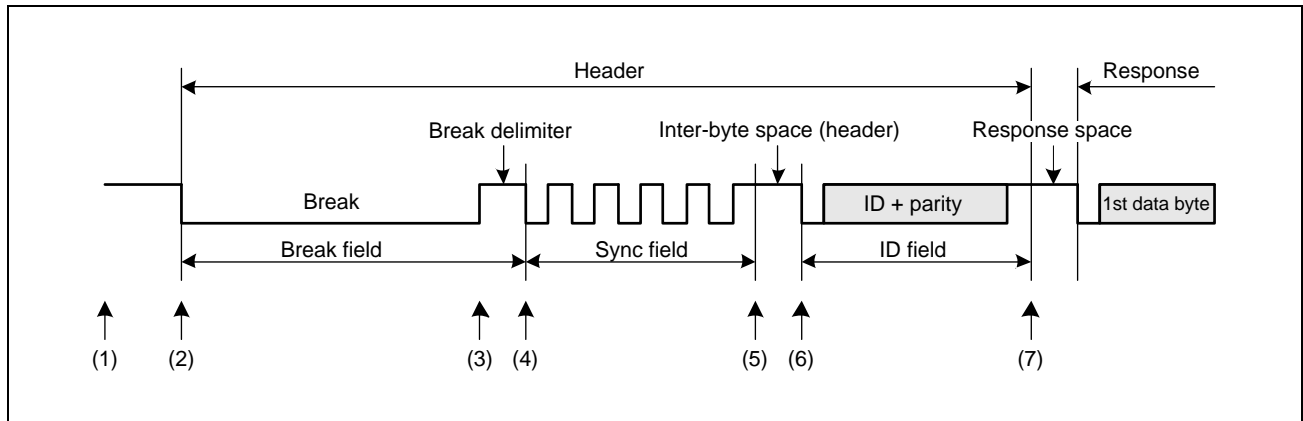 Header
Response
Break delimiter
Inter-byte space (header)
Response space
Break
ID + parity
1st data byte
Break field
Sync field
ID field
(1)
(2)
(3)
(4)
(5)
(6)
(7)